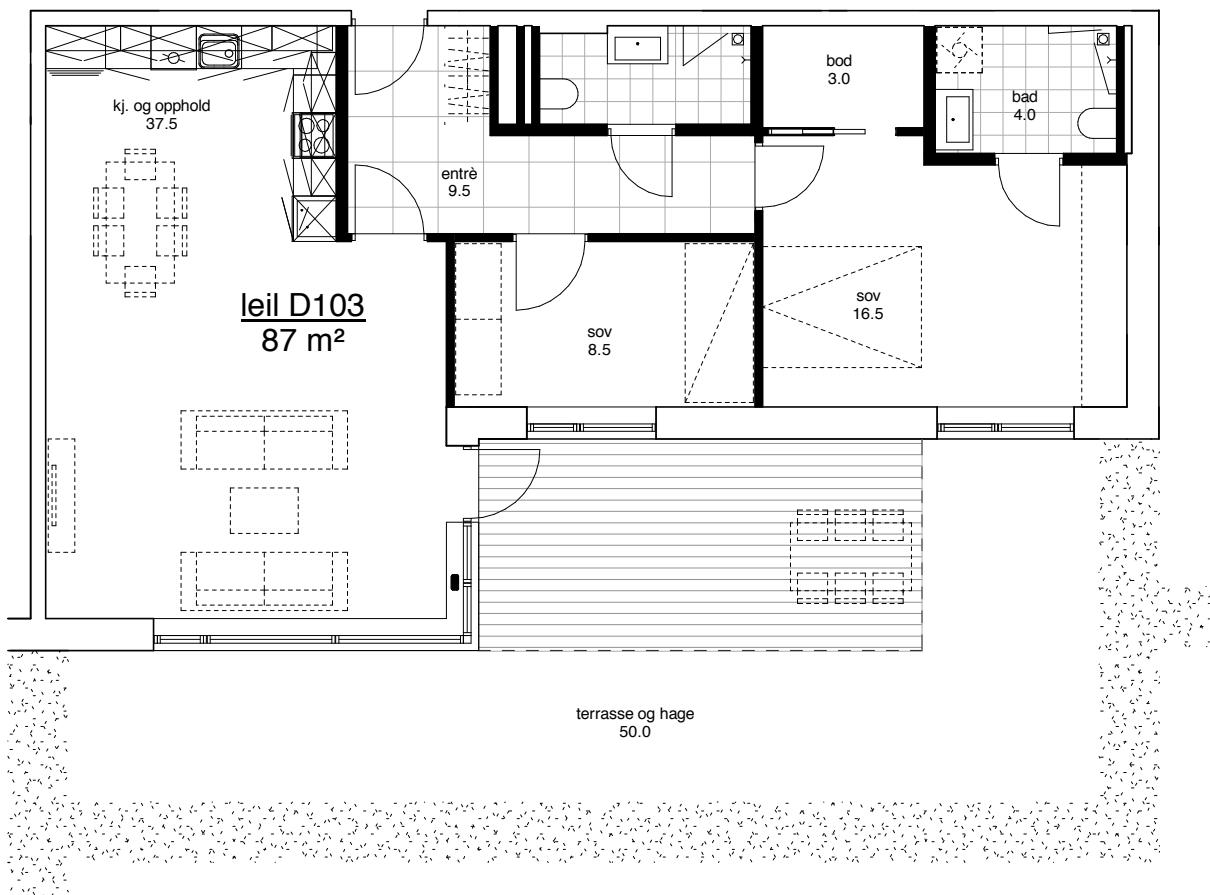 kj. og opphold
37.5
bod
3.0
bad
4.0
entrè
9.5
leil D103
87 m²
sov
8.5
sov
16.5
terrasse og hage
50.0